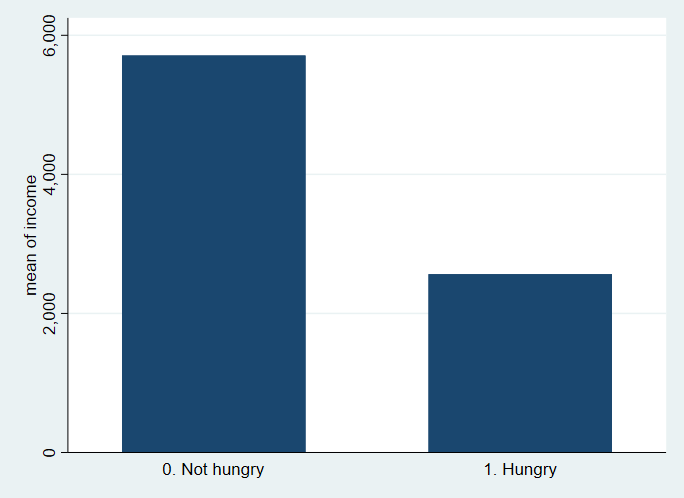 mean of income
6,000
4,000
2,000
0
0. Not hungry
1. Hungry